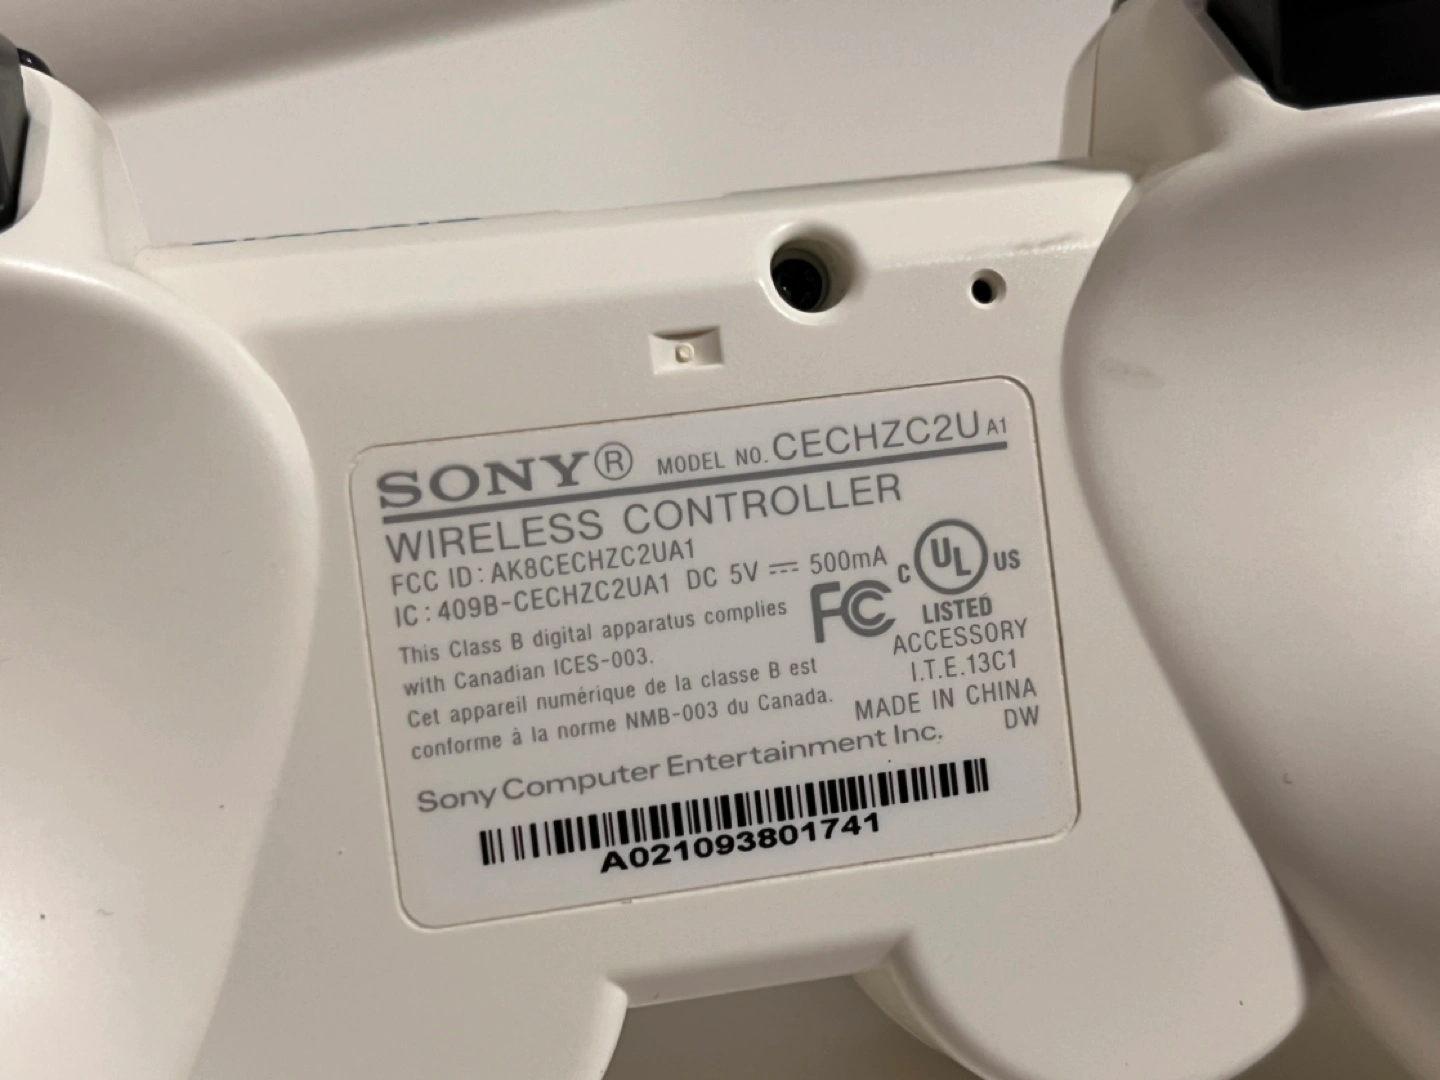 SONY® MODEL NO. CECHZC2U A1
WIRELESS CONTROLLER
FCC ID: AK8CECHZC2UA1
IC: 409B-CECHZC2UA1 DC 5V ⎓ 500mA
c UL US
LISTED
FC
ACCESSORY
I.T.E.13C1
This Class B digital apparatus complies
with Canadian ICES-003.
Cet appareil numérique de la classe B est
conforme à la norme NMB-003 du Canada.
MADE IN CHINA
DW
Sony Computer Entertainment Inc.
A021093801741